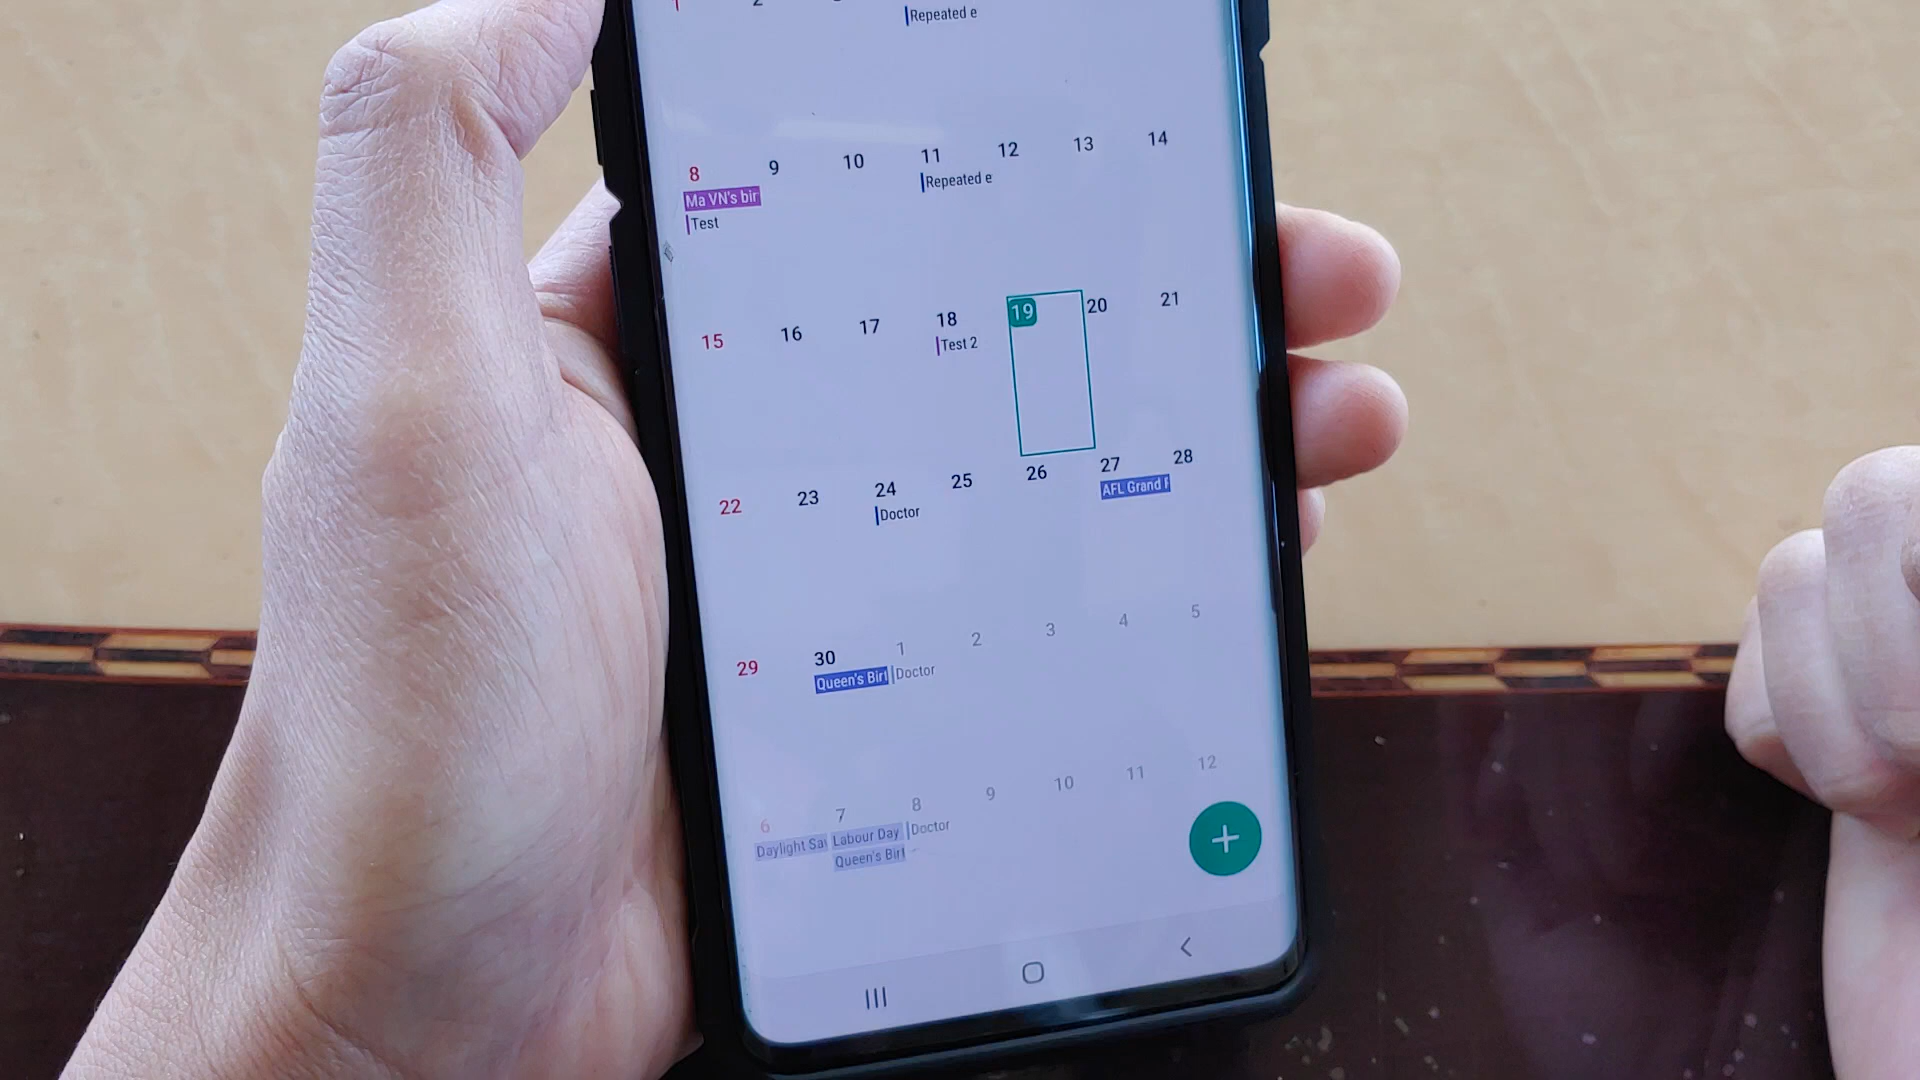 Repeated e
8 9 10 11 12 13 14
Ma VN's bir
Repeated e
Test
15 16 17 18 19 20 21
Test 2
22 23 24 25 26 27 28
Doctor
AFL Grand
29 30 1 2 3 4 5
Queen's Birt
Doctor
6 7 8 9 10 11 12
Daylight Sa
Labour Day
Doctor
Queen's Birt